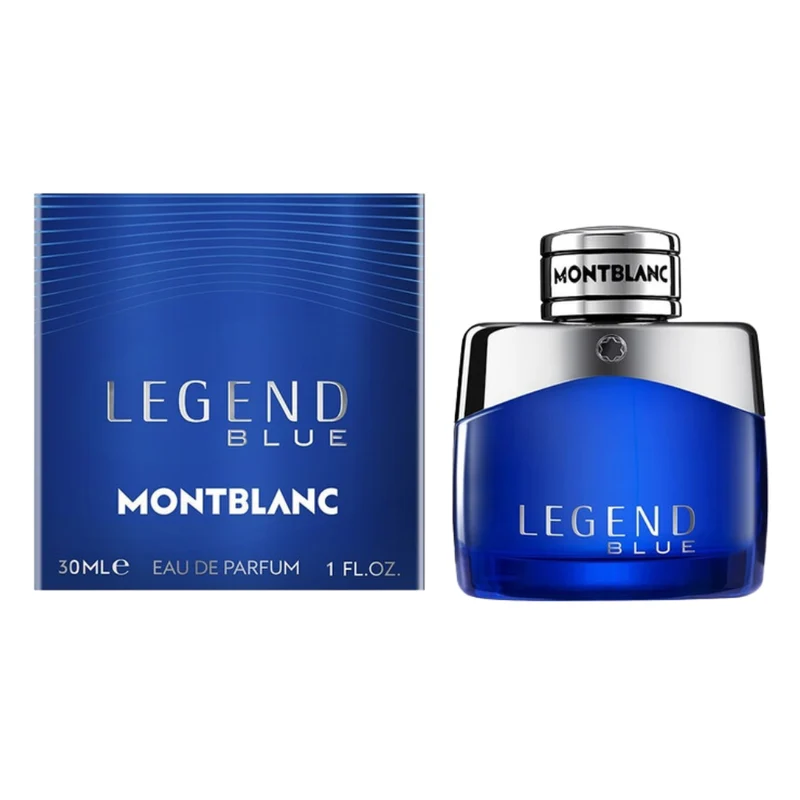 LEGEND
BLUE
MONTBLANC
30ML℮ EAU DE PARFUM 1 FL.OZ.
MONTBLANC
LEGEND
BLUE